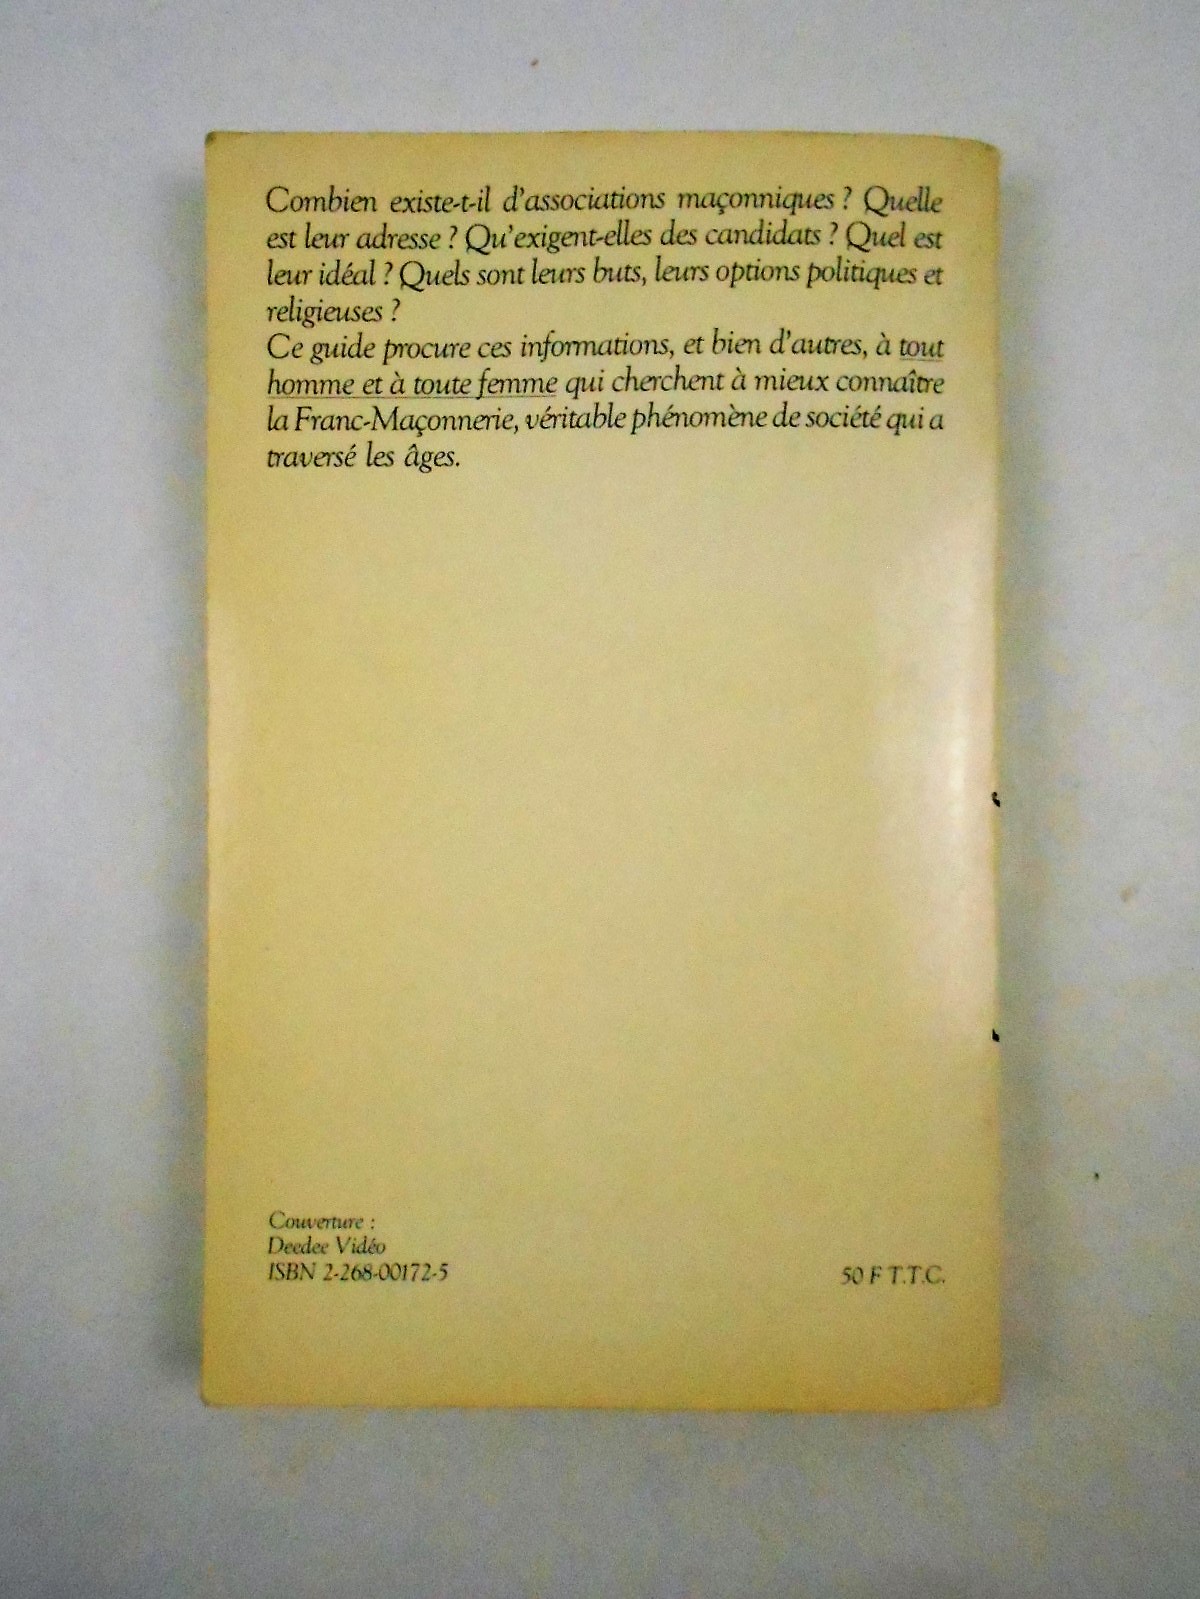 Combien existe-t-il d'associations maçonniques ? Quelle
est leur adresse ? Qu'exigent-elles des candidats ? Quel est
leur idéal ? Quels sont leurs buts, leurs options politiques et
religieuses ?
Ce guide procure ces informations, et bien d'autres, à tout
homme et à toute femme qui cherchent à mieux connaître
la Franc-Maçonnerie, véritable phénomène de société qui a
traversé les âges.
Couverture :
Deedee Vidéo
ISBN 2-268-00172-5
50 F T.T.C.